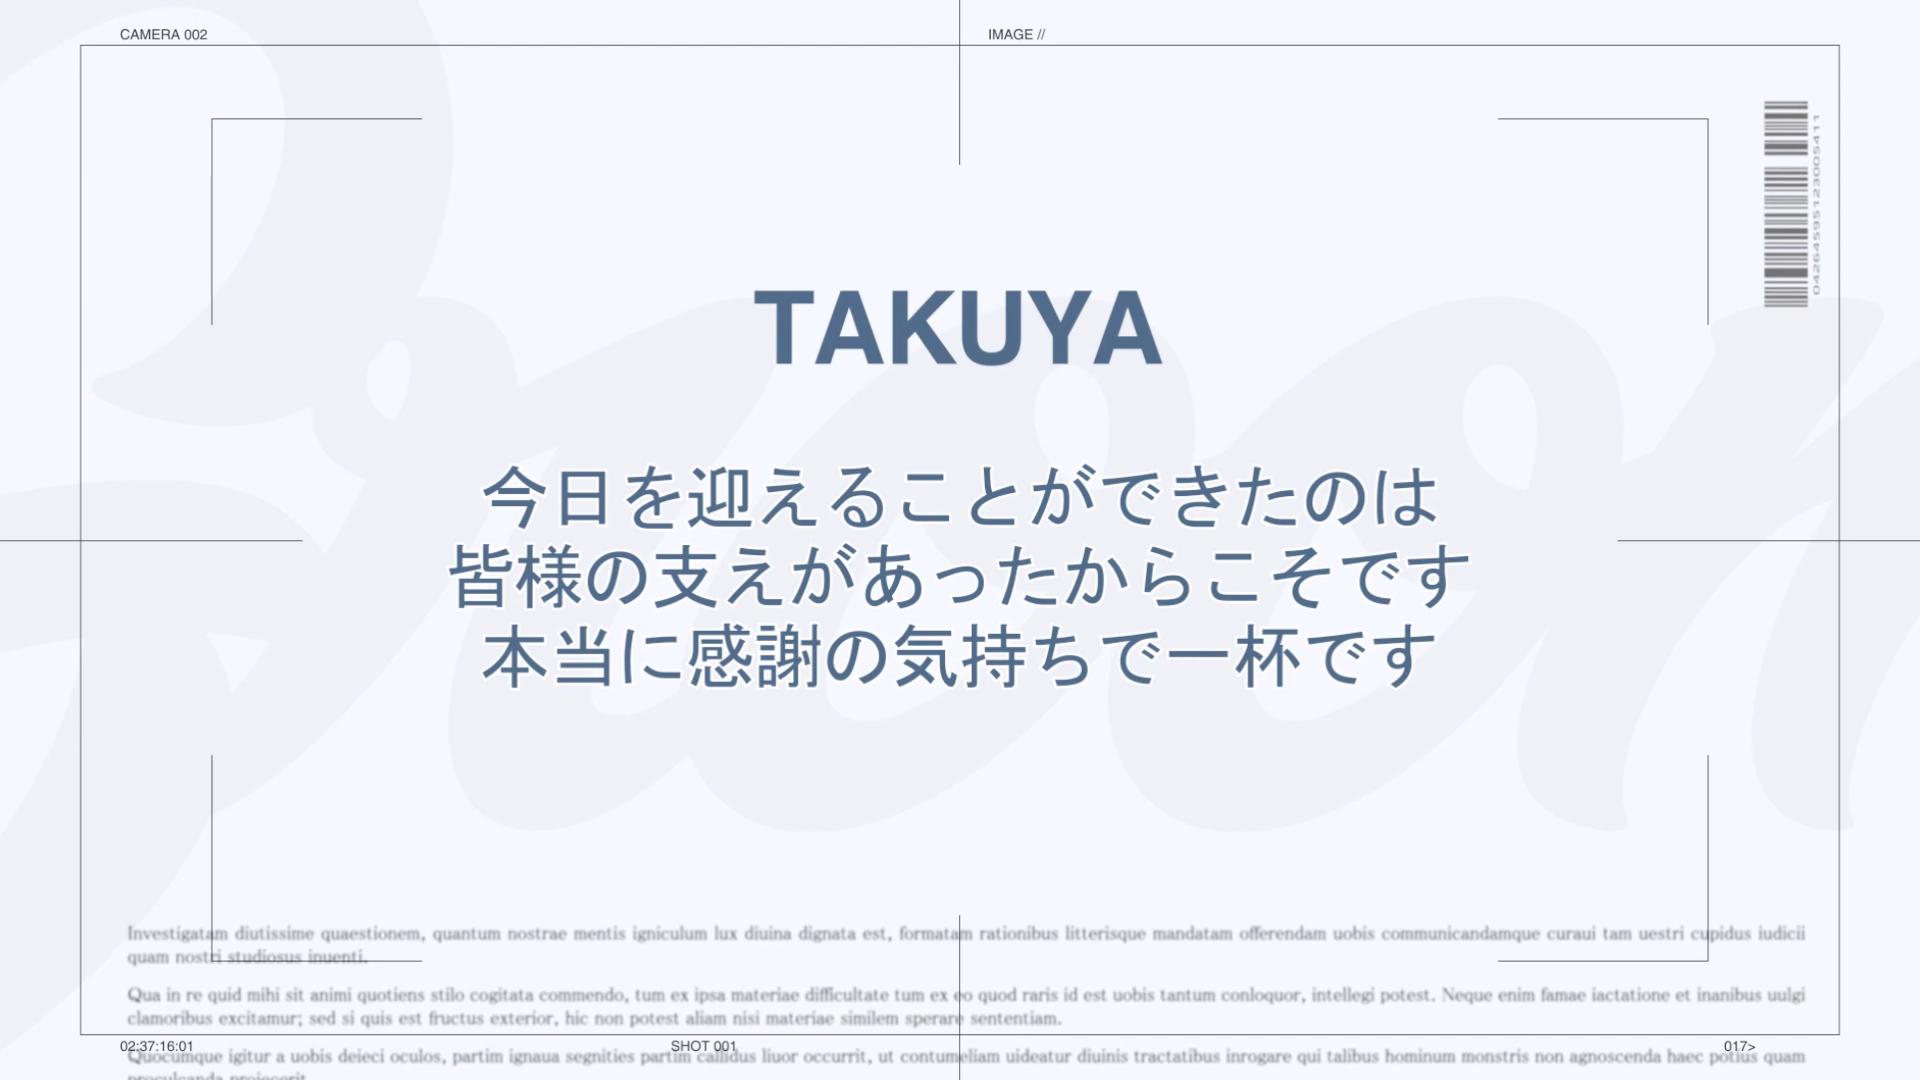 CAMERA 002
IMAGE //
TAKUYA
今日を迎えることができたのは
皆様の支えがあったからこそです
本当に感謝の気持ちで一杯です
Investigatam diutissime quaestionem, quantum nostrae mentis igniculum lux diuina dignata est, formatam rationibus litterisque mandatam offerendam uobis communicandamque curaui tam uestri cupidus iudicii
quam nostri studiosus inuenti.
Qua in re quid mihi sit animi quotiens stilo cogitata commendo, tum ex ipsa materiae difficultate tum ex eo quod raris id est uobis tantum conloquor, intellegi potest. Neque enim famae iactatione et inanibus uulgi
clamoribus excitamur; sed si quis est fructus exterior, hic non potest aliam nisi materiae similem sperare sententiam.
02:37:16:01
SHOT 001
017>
Quocumque igitur a uobis deieci oculos, partim ignaua segnities partim callidus liuor occurrit, ut contumeliam uideatur diuinis tractatibus inrogare qui talibus hominum monstris non agnoscenda haec potius quam